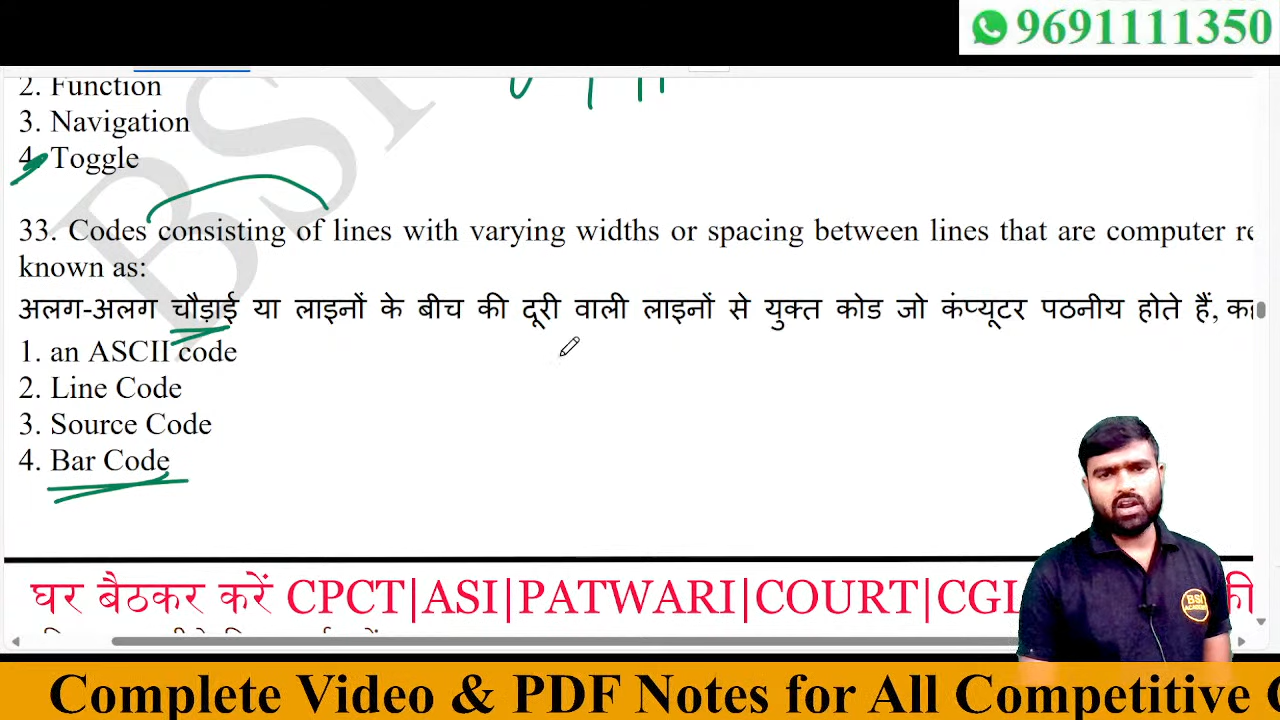 9691111350
2. Function
3. Navigation
4. Toggle
BSI
33. Codes consisting of lines with varying widths or spacing between lines that are computer re
known as:
अलग-अलग चौड़ाई या लाइनों के बीच की दूरी वाली लाइनों से युक्त कोड जो कंप्यूटर पठनीय होते हैं,
1. an ASCII code
2. Line Code
3. Source Code
4. Bar Code
घर बैठकर करें CPCT|ASI|PATWARI|COURT|CGL की
BSI ACADEMY
Complete Video & PDF Notes for All Competitive